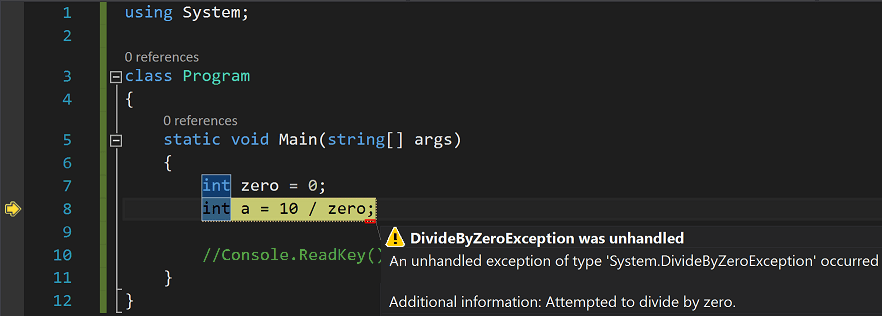 1 using System;
2
0 references
3 class Program
4 {
0 references
5 static void Main(string[] args)
6 {
7 int zero = 0;
8 int a = 10 / zero;
9
DivideByZeroException was unhandled
10 //Console.ReadKey()
An unhandled exception of type 'System.DivideByZeroException' occurred
11 }
12 }
Additional information: Attempted to divide by zero.